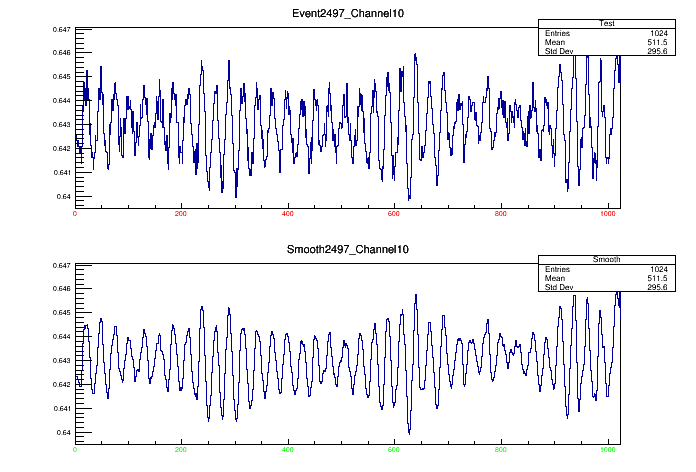 Event2497_Channel10
Test
Entries 1024
Mean 511.5
Std Dev 295.6
0.647
0.646
0.645
0.644
0.643
0.642
0.641
0.64
0 200 400 600 800 1000
Smooth2497_Channel10
Smooth
Entries 1024
Mean 511.5
Std Dev 295.6
0.647
0.646
0.645
0.644
0.643
0.642
0.641
0.64
0 200 400 600 800 1000